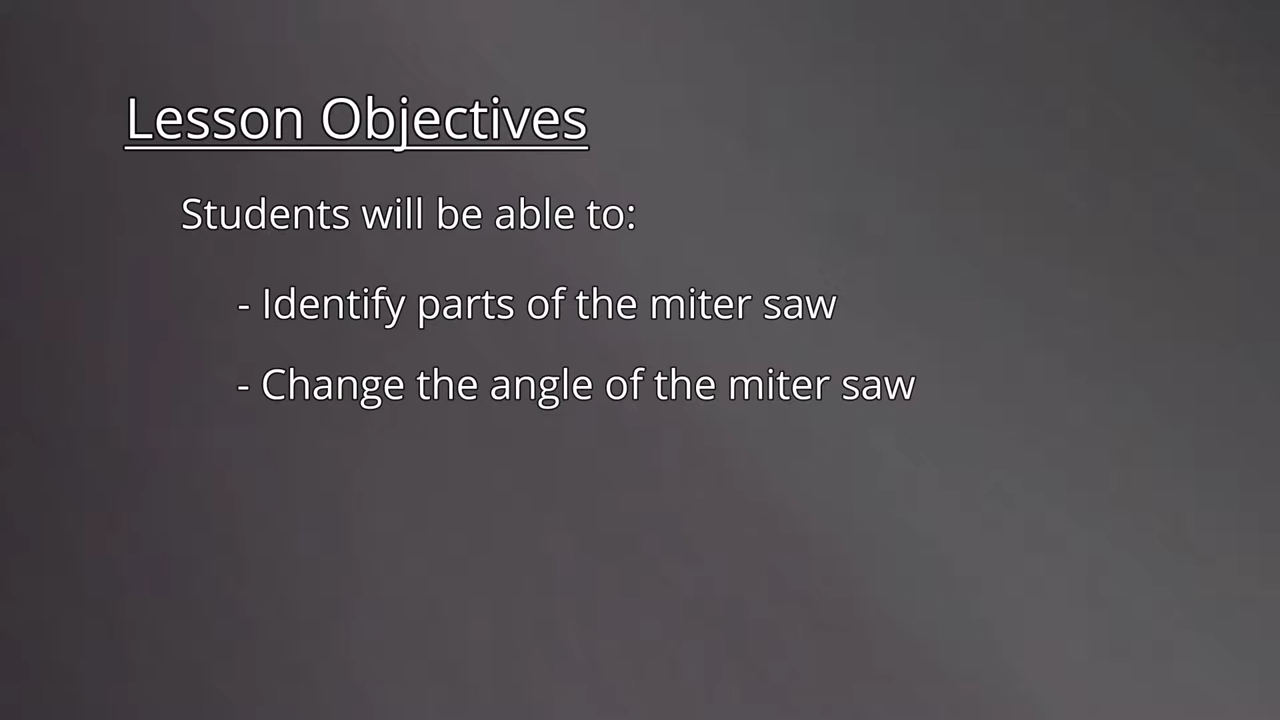 Lesson Objectives
Students will be able to:
- Identify parts of the miter saw
- Change the angle of the miter saw